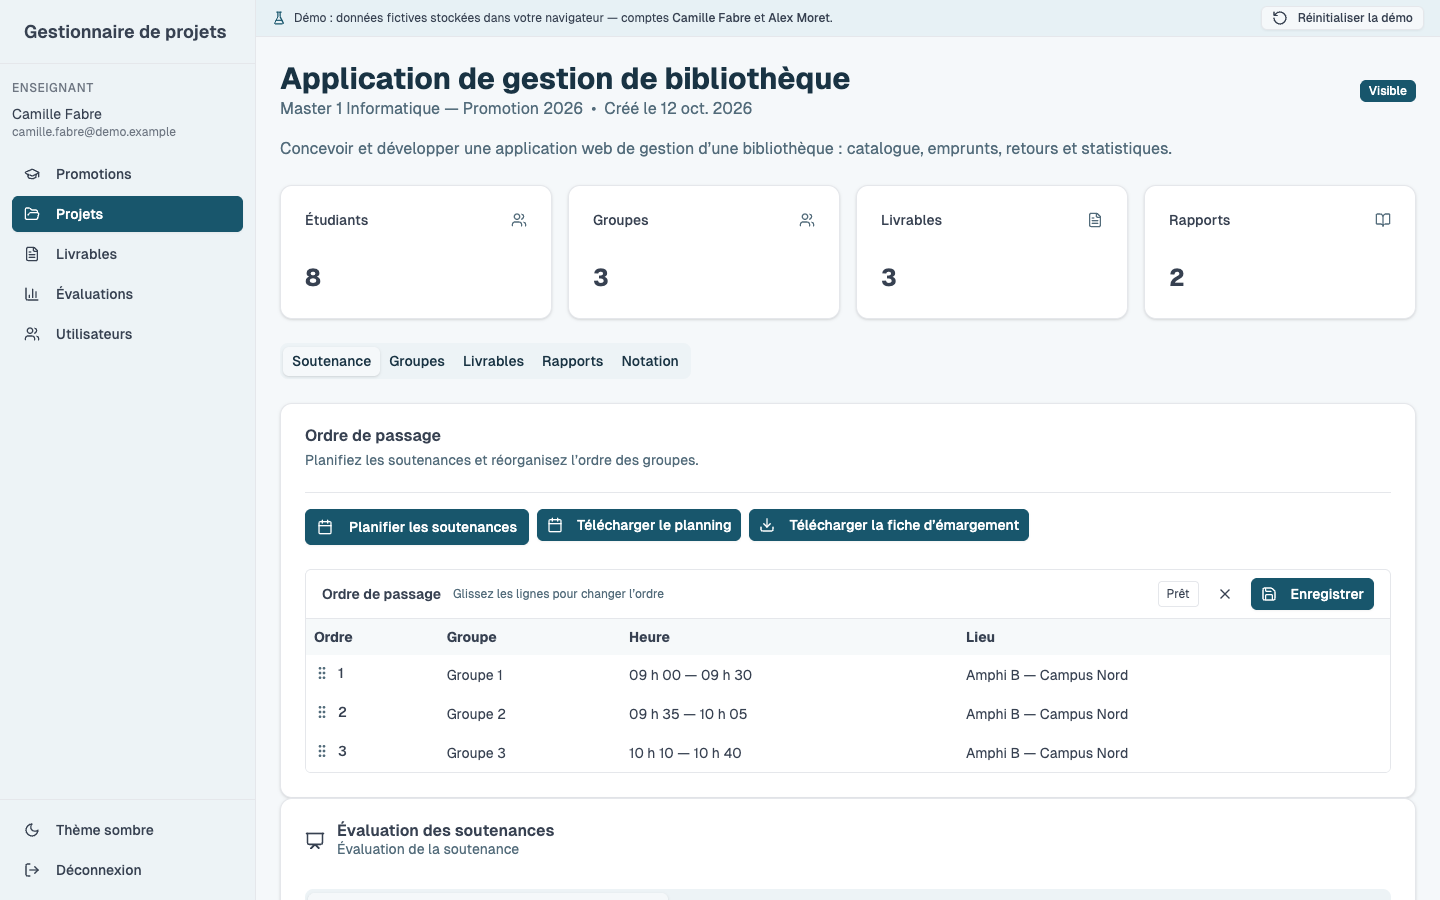 Gestionnaire de projets
Démo : données fictives stockées dans votre navigateur — comptes Camille Fabre et Alex Moret.
Réinitialiser la démo
ENSEIGNANT
Camille Fabre
camille.fabre@demo.example
Promotions
Projets
Livrables
Évaluations
Utilisateurs
Thème sombre
Déconnexion
Application de gestion de bibliothèque
Master 1 Informatique — Promotion 2026 • Créé le 12 oct. 2026
Visible
Concevoir et développer une application web de gestion d’une bibliothèque : catalogue, emprunts, retours et statistiques.
Étudiants
8
Groupes
3
Livrables
3
Rapports
2
Soutenance Groupes Livrables Rapports Notation
Ordre de passage
Planifiez les soutenances et réorganisez l’ordre des groupes.
Planifier les soutenances Télécharger le planning Télécharger la fiche d’émargement
Ordre de passage Glissez les lignes pour changer l’ordre Prêt Enregistrer
Ordre Groupe Heure Lieu
1 Groupe 1 09 h 00 — 09 h 30 Amphi B — Campus Nord
2 Groupe 2 09 h 35 — 10 h 05 Amphi B — Campus Nord
3 Groupe 3 10 h 10 — 10 h 40 Amphi B — Campus Nord
Évaluation des soutenances
Évaluation de la soutenance